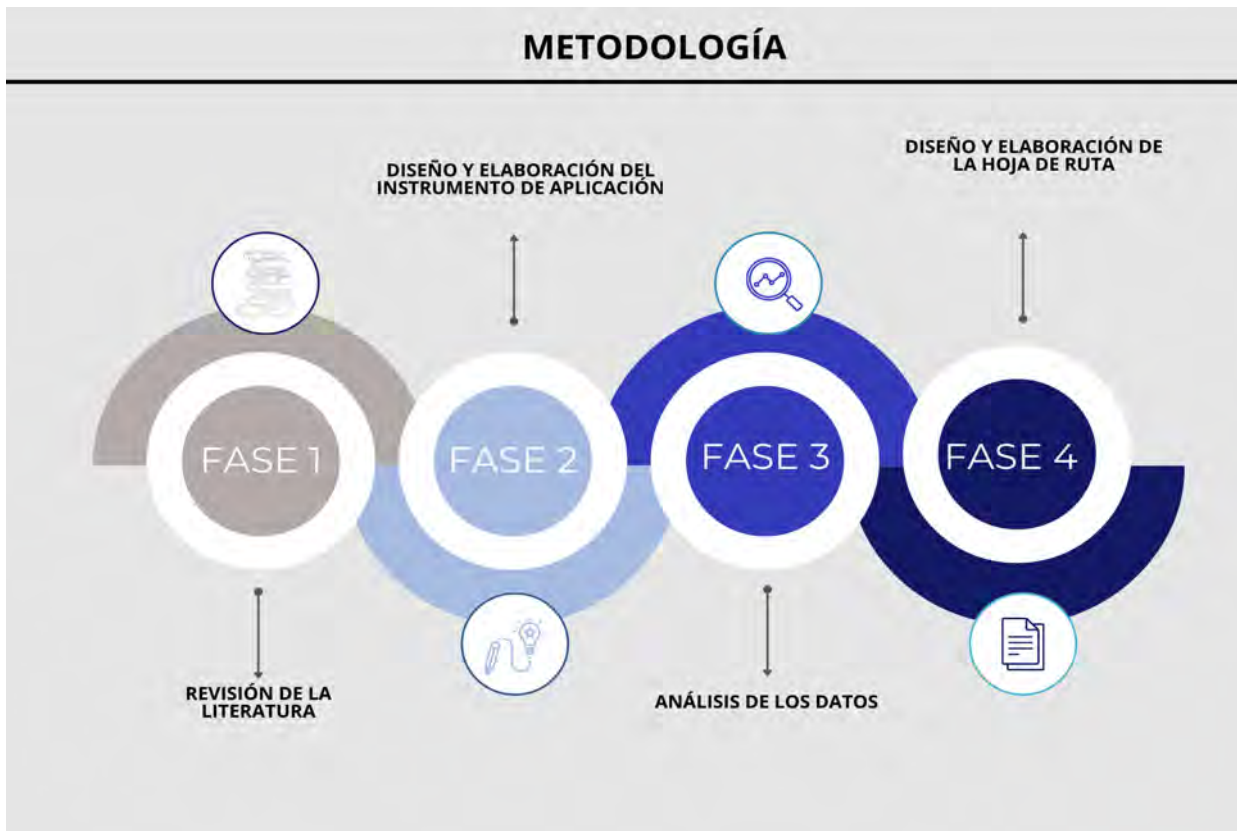 METODOLOGÍA
DISEÑO Y ELABORACIÓN DEL
INSTRUMENTO DE APLICACIÓN
DISEÑO Y ELABORACIÓN DE
LA HOJA DE RUTA
FASE 1
FASE 2
FASE 3
FASE 4
REVISIÓN DE LA
LITERATURA
ANÁLISIS DE LOS DATOS